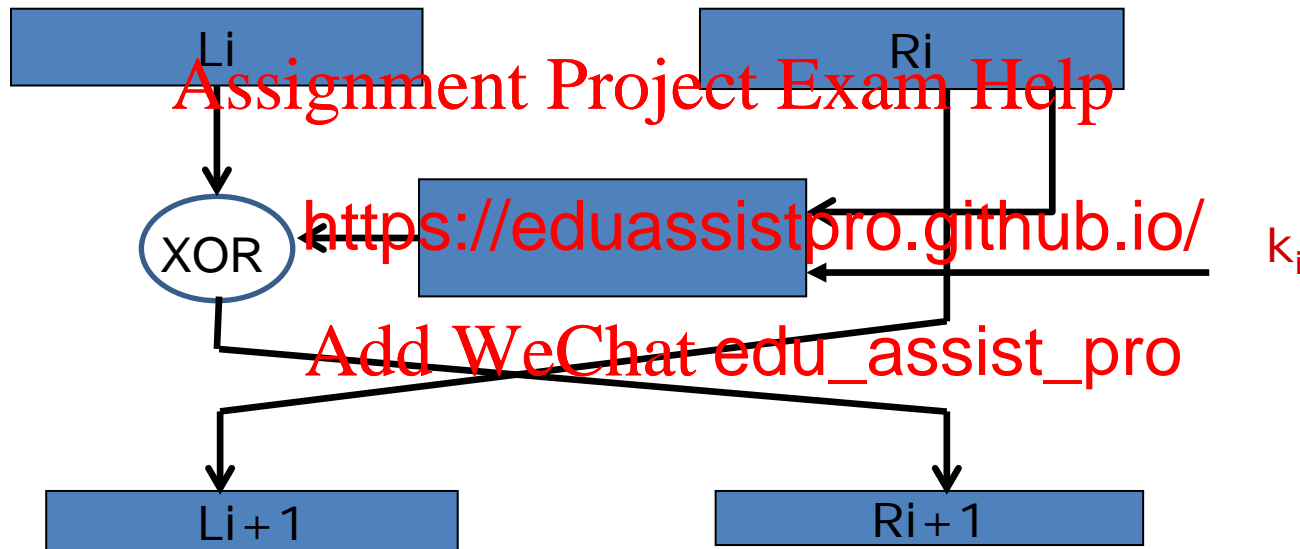 Li Ri
Assignment Project Exam Help
https://eduassistpro.github.io/
XOR ki
Add WeChat edu_assist_pro
Li+1 Ri+1